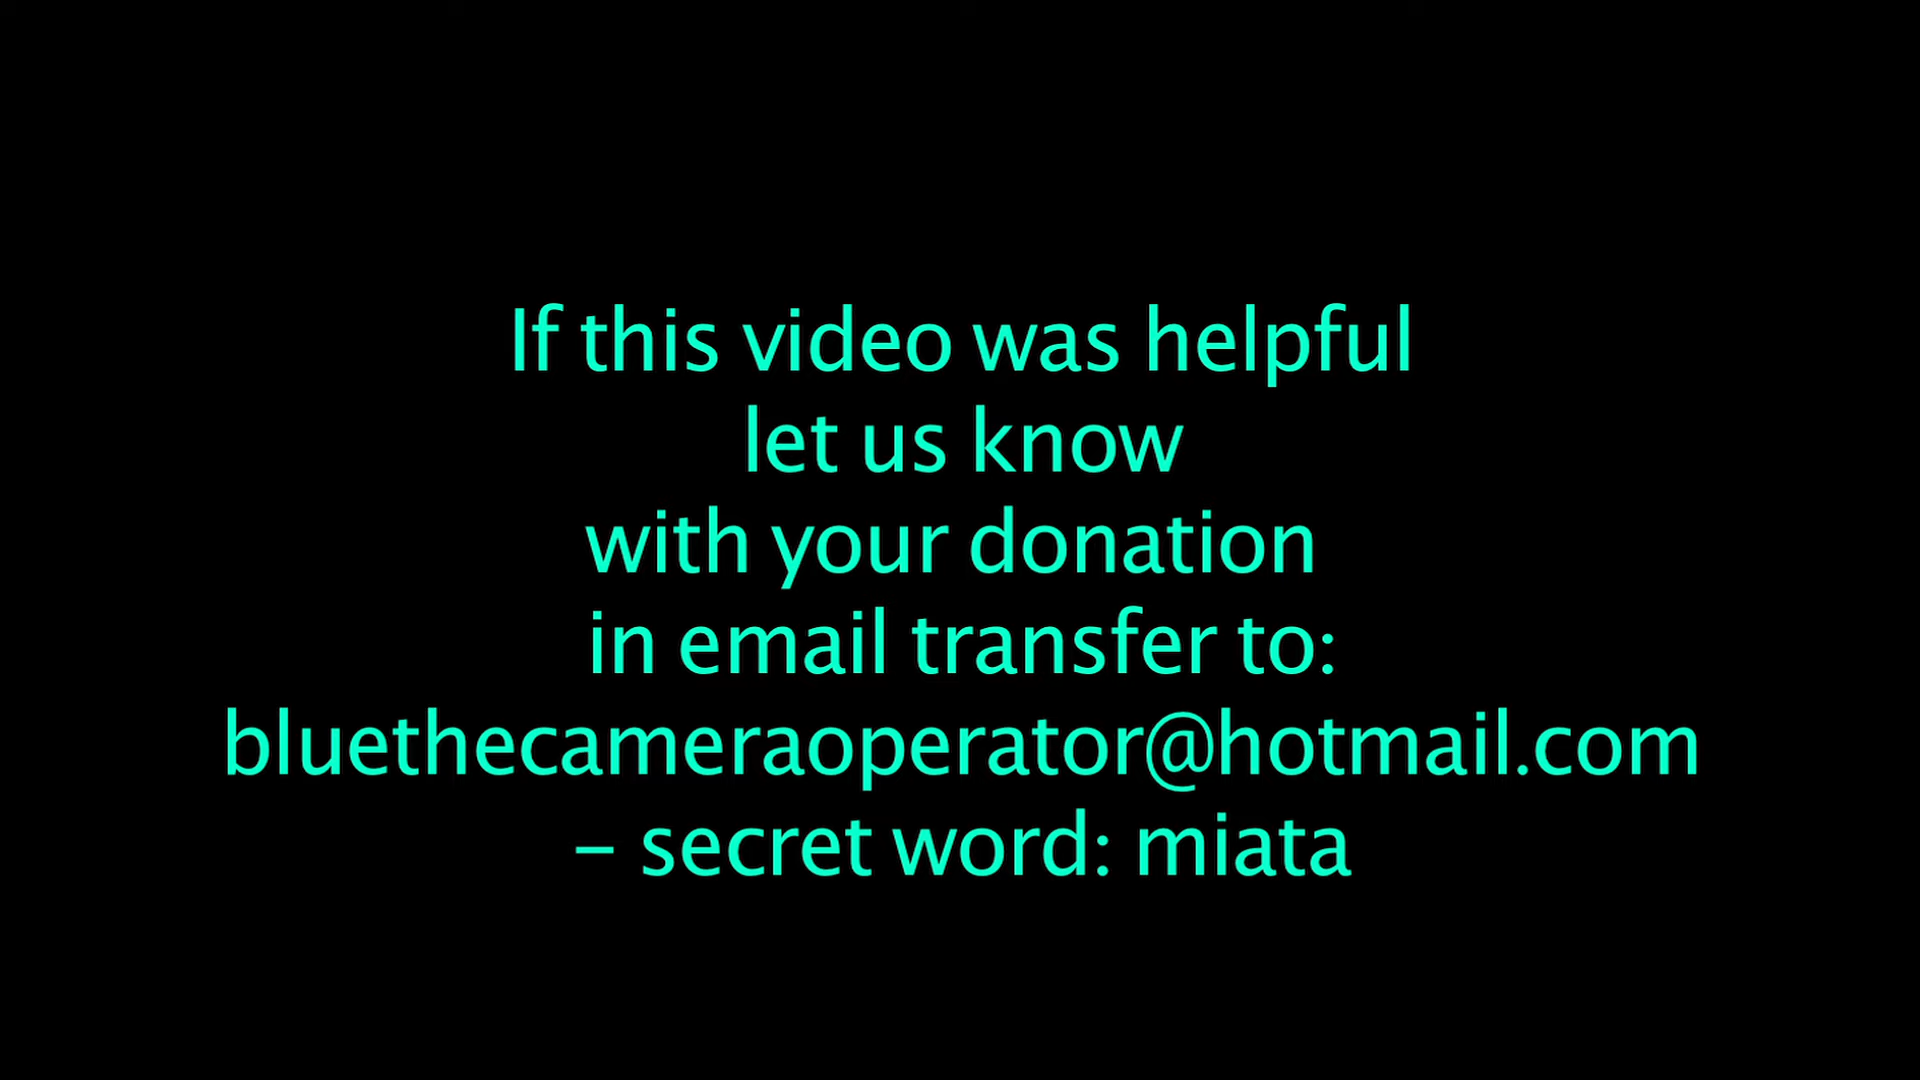 If this video was helpful
let us know
with your donation
in email transfer to:
bluethecameraoperator@hotmail.com
– secret word: miata